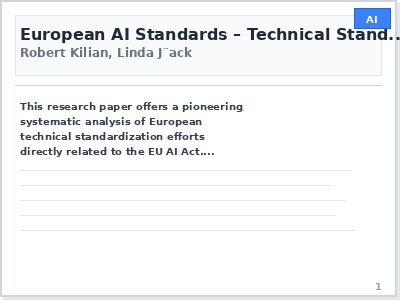 AI
European AI Standards – Technical Stand...
Robert Kilian, Linda J¨ack
This research paper offers a pioneering
systematic analysis of European
technical standardization efforts
directly related to the EU AI Act....
1